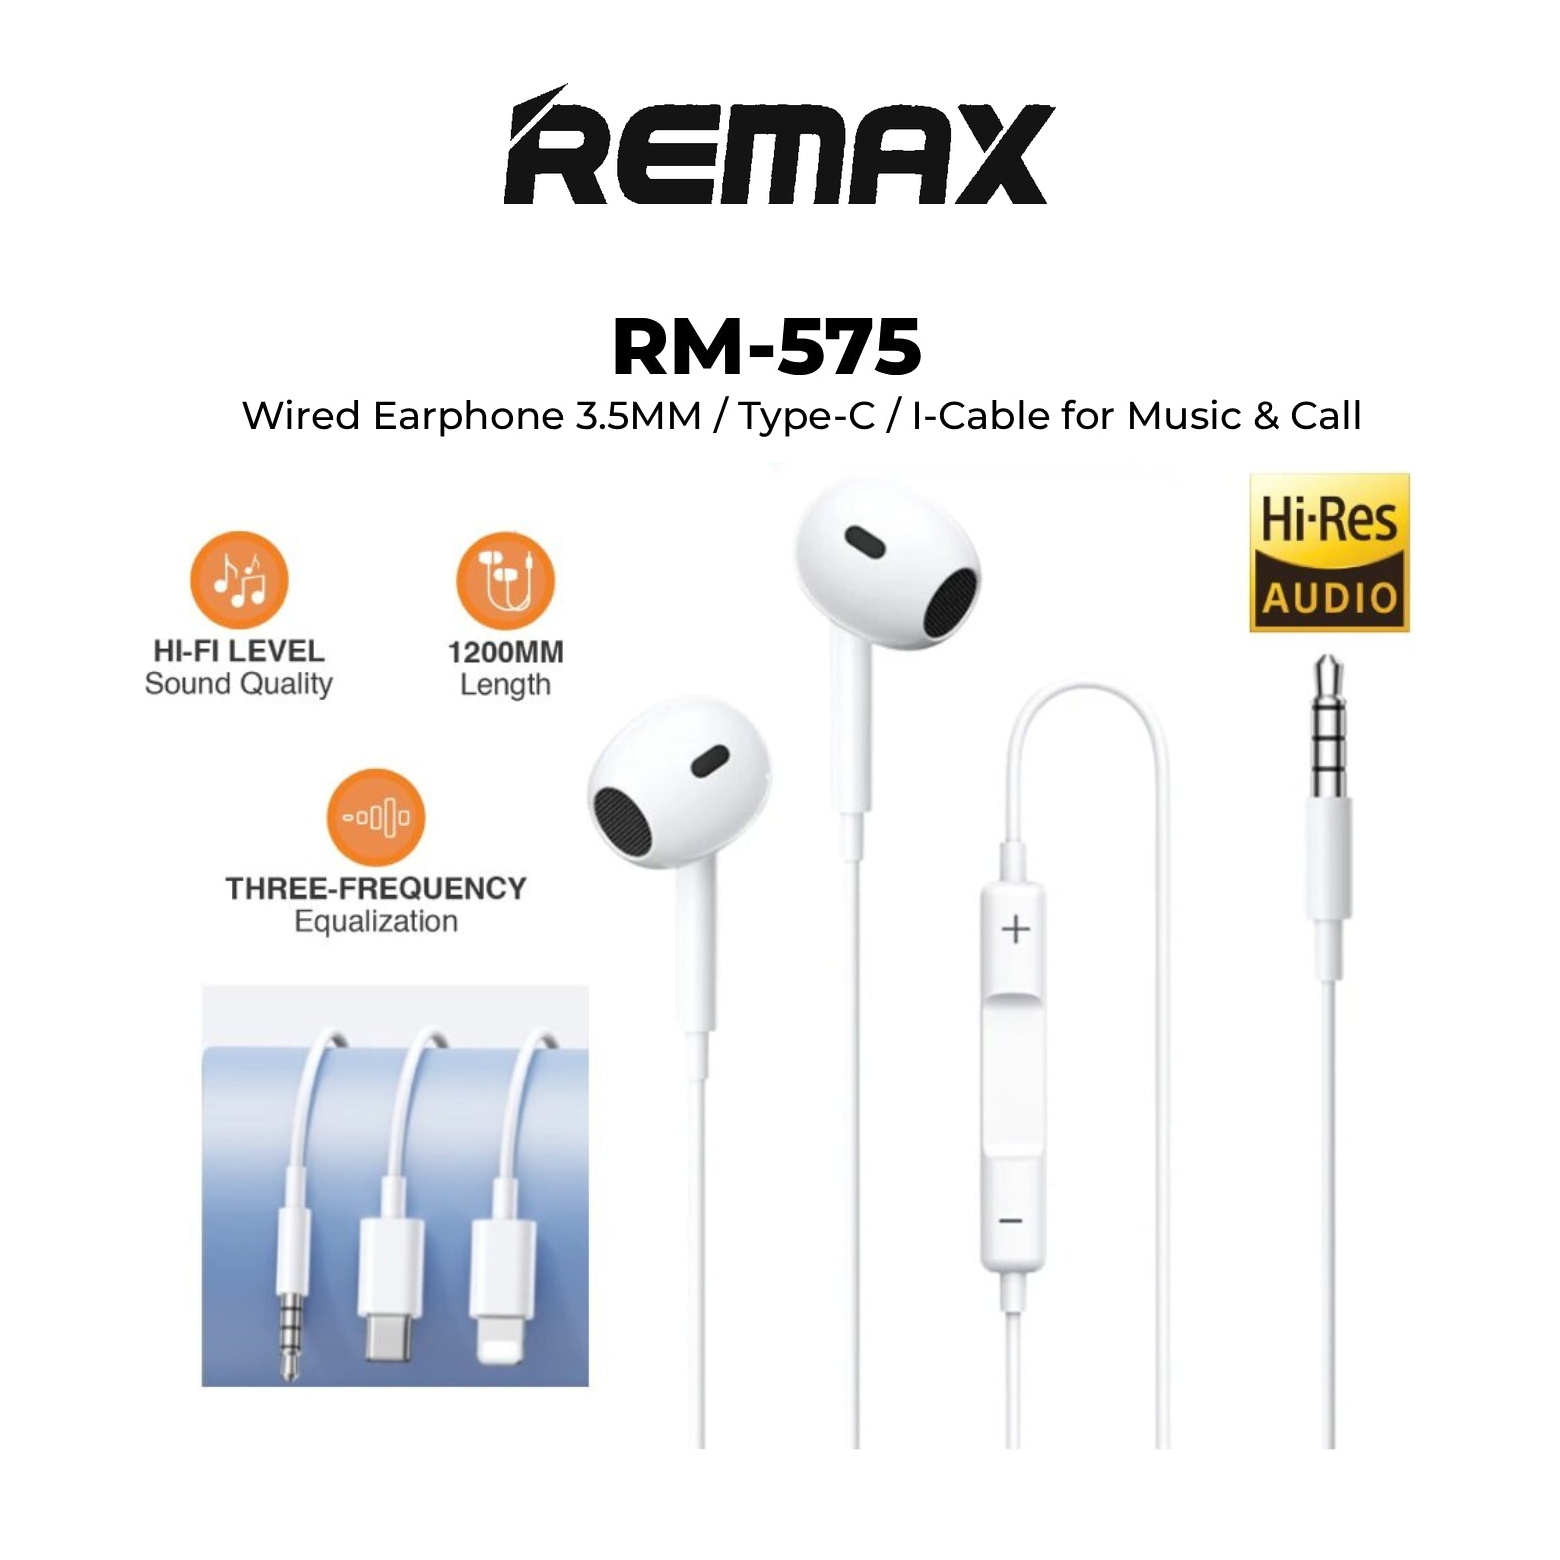 REMAX
RM-575
Wired Earphone 3.5MM / Type-C / I-Cable for Music & Call
Hi-Res
AUDIO
HI-FI LEVEL
Sound Quality
1200MM
Length
THREE-FREQUENCY
Equalization
+
−